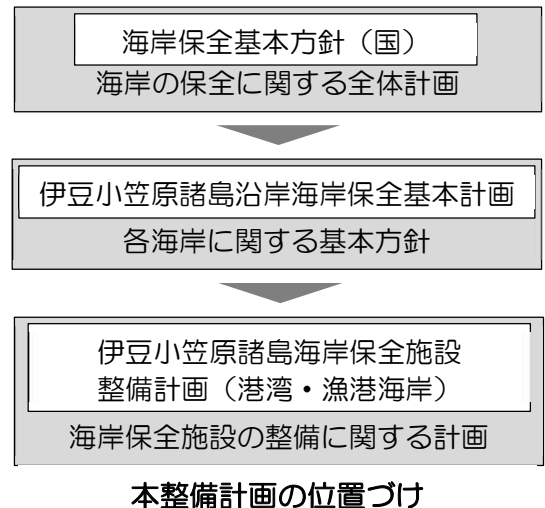 海岸保全基本方針（国）
海岸の保全に関する全体計画
伊豆小笠原諸島沿岸海岸保全基本計画
各海岸に関する基本方針
伊豆小笠原諸島海岸保全施設
整備計画（港湾・漁港海岸）
海岸保全施設の整備に関する計画
本整備計画の位置づけ